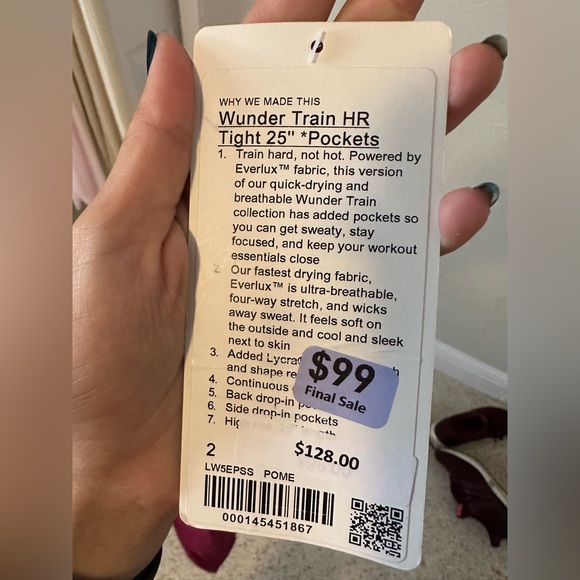 WHY WE MADE THIS
Wunder Train HR
Tight 25" *Pockets
1. Train hard, not hot. Powered by
Everlux™ fabric, this version
of our quick-drying and
breathable Wunder Train
collection has added pockets so
you can get sweaty, stay
focused, and keep your workout
essentials close
2. Our fastest drying fabric,
Everlux™ is ultra-breathable,
four-way stretch, and wicks
away sweat. It feels soft on
the outside and cool and sleek
next to skin
3. Added Lycra
and shape
4. Continuous
5. Back drop-in
6. Side drop-in pockets
7.
$99
Final Sale
2
$128.00
LW5EPSS POME
000145451867